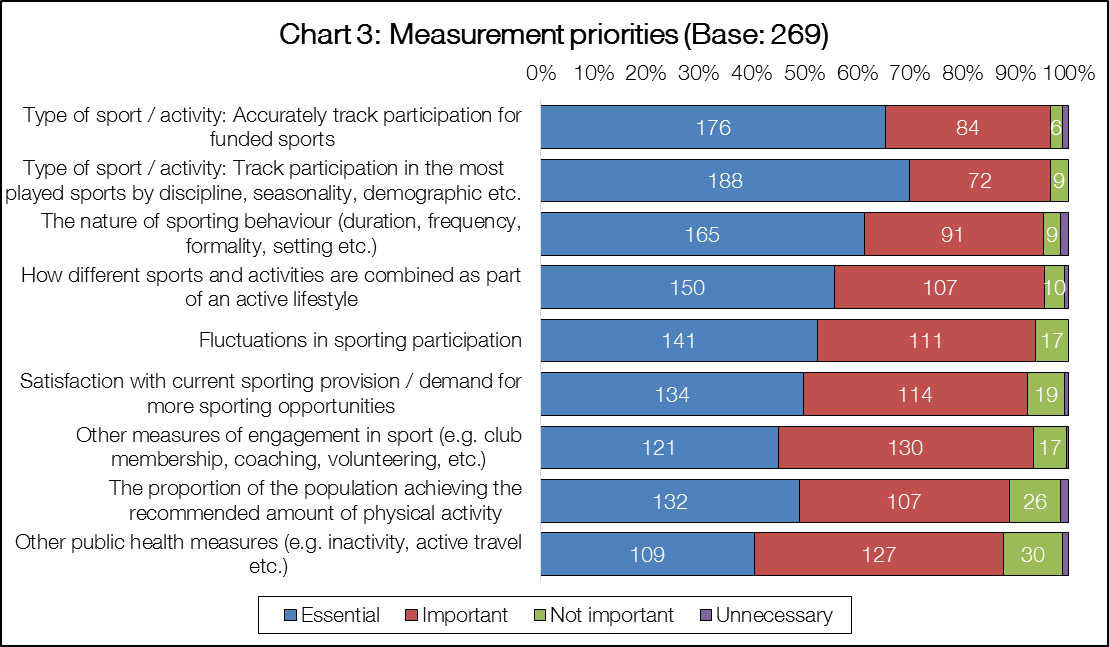 Chart 3: Measurement priorities (Base: 269)
0% 10% 20% 30% 40% 50% 60% 70% 80% 90% 100%
Type of sport / activity: Accurately track participation for
funded sports
176 84 6
Type of sport / activity: Track participation in the most
played sports by discipline, seasonality, demographic etc.
188 72 9
The nature of sporting behaviour (duration, frequency,
formality, setting etc.)
165 91 9
How different sports and activities are combined as part
of an active lifestyle
150 107 10
Fluctuations in sporting participation
141 111 17
Satisfaction with current sporting provision / demand for
more sporting opportunities
134 114 19
Other measures of engagement in sport (e.g. club
membership, coaching, volunteering, etc.)
121 130 17
The proportion of the population achieving the
recommended amount of physical activity
132 107 26
Other public health measures (e.g. inactivity, active travel
etc.)
109 127 30
Essential Important Not important Unnecessary